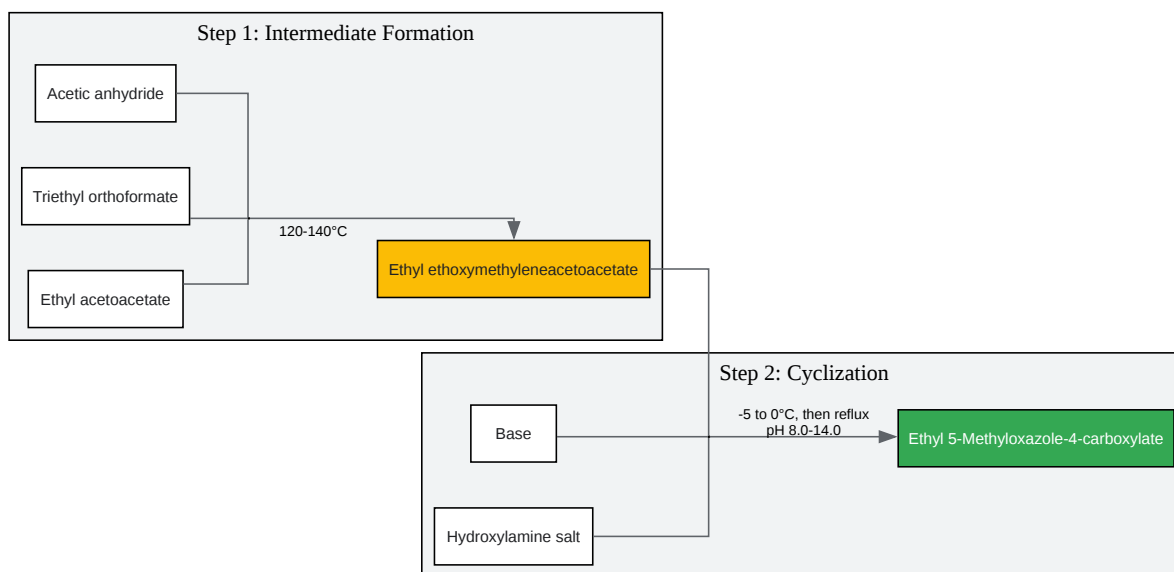 Step 1: Intermediate Formation
Acetic anhydride
Triethyl orthoformate
120-140°C
Ethyl ethoxymethyleneacetoacetate
Ethyl acetoacetate
Step 2: Cyclization
Base
-5 to 0°C, then reflux
pH 8.0-14.0
Ethyl 5-Methyloxazole-4-carboxylate
Hydroxylamine salt